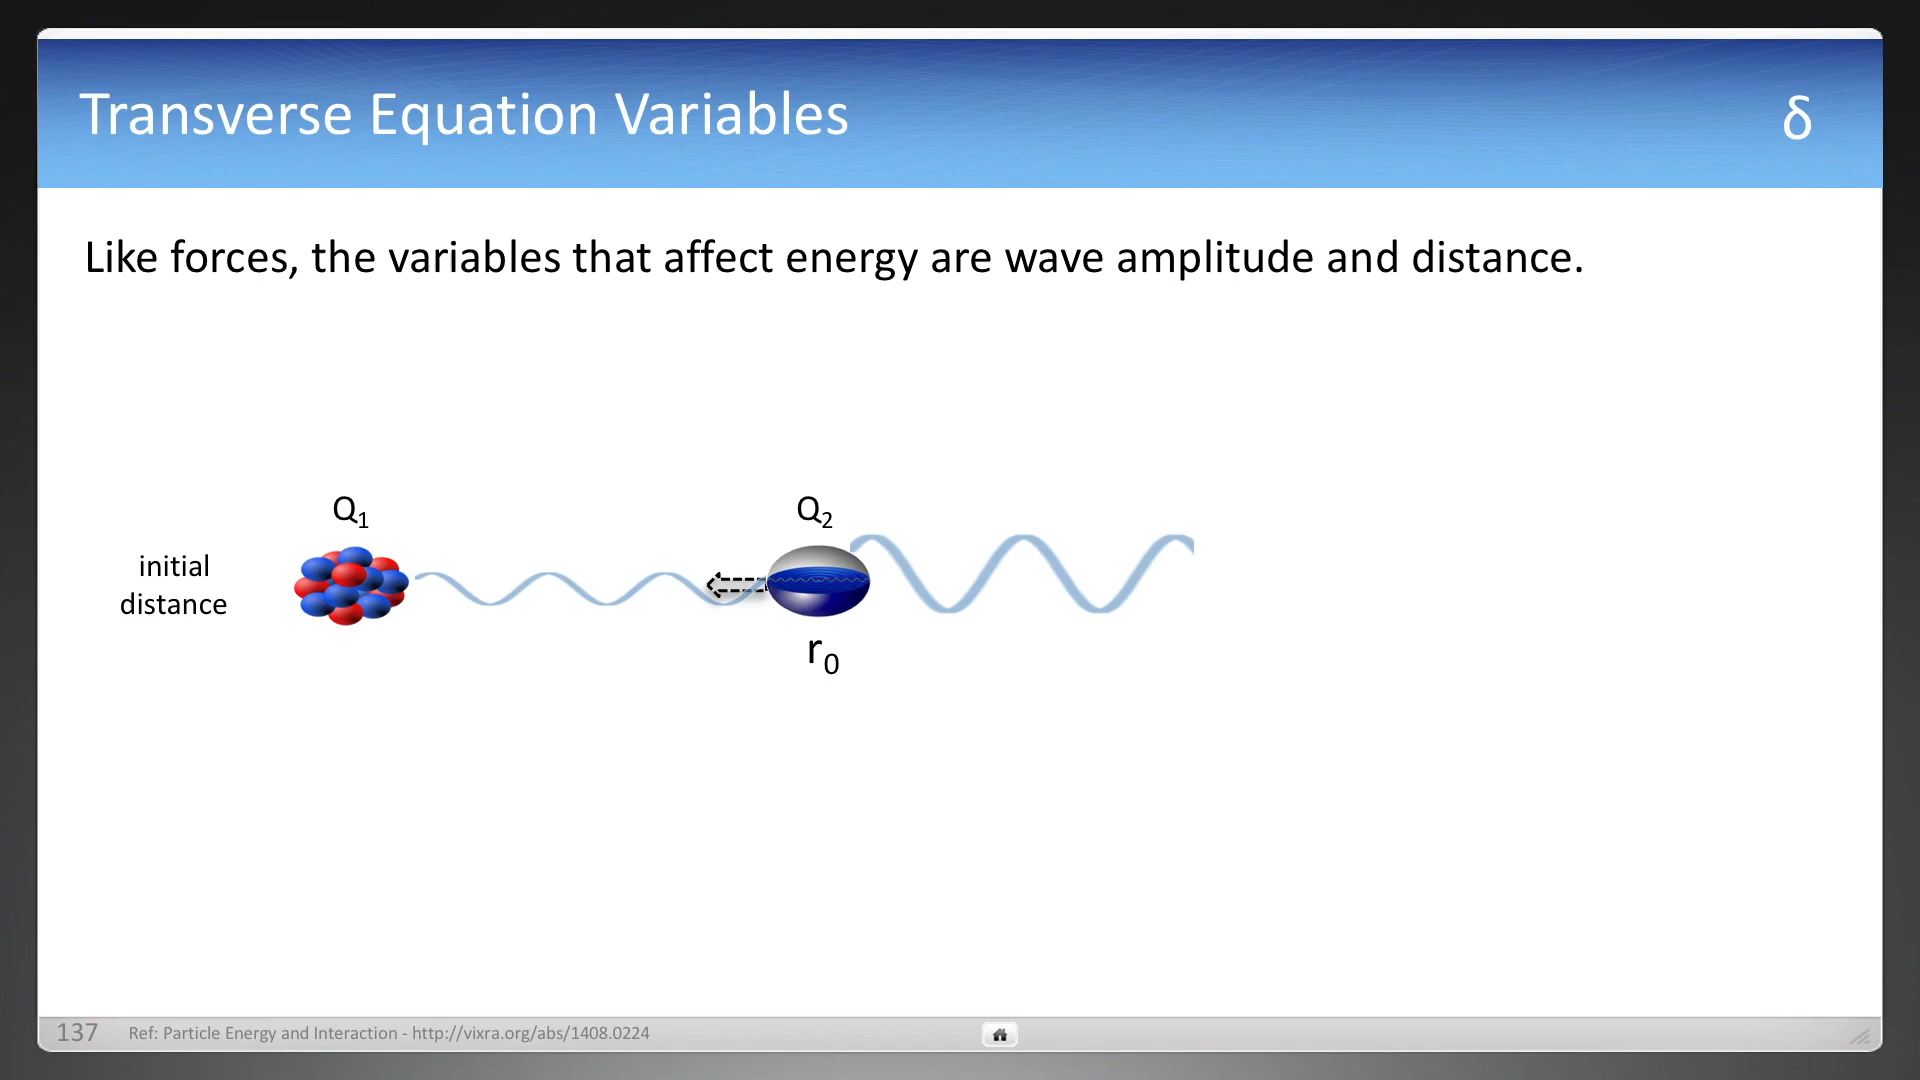 Transverse Equation Variables
δ
Like forces, the variables that affect energy are wave amplitude and distance.
Q1
Q2
initial
distance
r0
137
Ref: Particle Energy and Interaction - http://vixra.org/abs/1408.0224